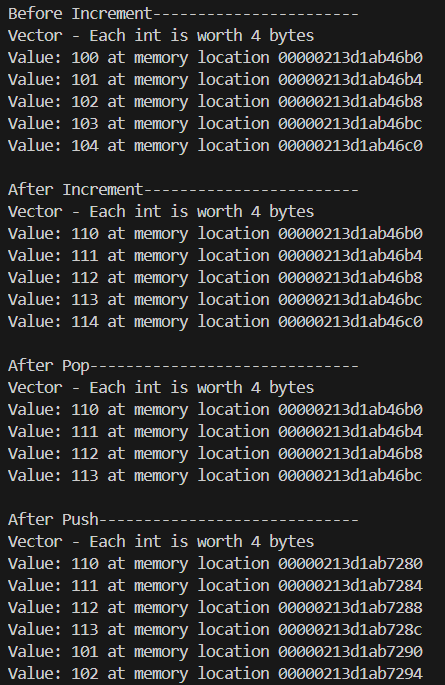 Before Increment-----------------------
Vector - Each int is worth 4 bytes
Value: 100 at memory location 00000213d1ab46b0
Value: 101 at memory location 00000213d1ab46b4
Value: 102 at memory location 00000213d1ab46b8
Value: 103 at memory location 00000213d1ab46bc
Value: 104 at memory location 00000213d1ab46c0
After Increment------------------------
Vector - Each int is worth 4 bytes
Value: 110 at memory location 00000213d1ab46b0
Value: 111 at memory location 00000213d1ab46b4
Value: 112 at memory location 00000213d1ab46b8
Value: 113 at memory location 00000213d1ab46bc
Value: 114 at memory location 00000213d1ab46c0
After Pop------------------------------
Vector - Each int is worth 4 bytes
Value: 110 at memory location 00000213d1ab46b0
Value: 111 at memory location 00000213d1ab46b4
Value: 112 at memory location 00000213d1ab46b8
Value: 113 at memory location 00000213d1ab46bc
After Push-----------------------------
Vector - Each int is worth 4 bytes
Value: 110 at memory location 00000213d1ab7280
Value: 111 at memory location 00000213d1ab7284
Value: 112 at memory location 00000213d1ab7288
Value: 113 at memory location 00000213d1ab728c
Value: 101 at memory location 00000213d1ab7290
Value: 102 at memory location 00000213d1ab7294